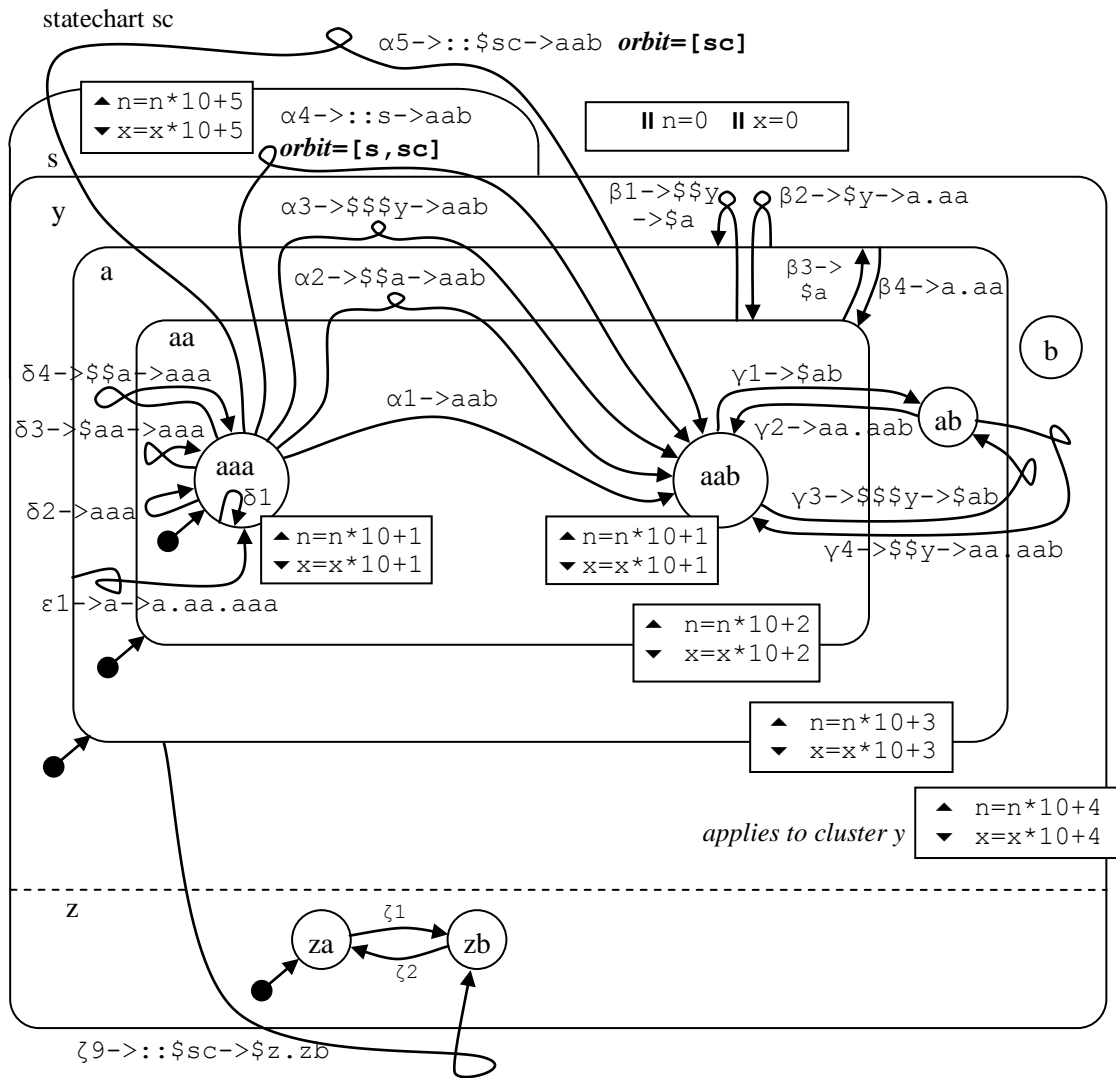 statechart sc
α5->::$sc->aab orbit=[sc]
▲ n=n*10+5
▼ x=x*10+5
α4->::s->aab
orbit=[s,sc]
II n=0 II x=0
s
y
α3->$$$y->aab
β1->$$y
->$a
β2->$y->a.aa
a
α2->$$a->aab
β3->
$a
β4->a.aa
aa
b
δ4->$$a->aaa
α1->aab
γ1->$ab
δ3->$aa->aaa
γ2->aa.aab
ab
aaa
aab
δ1
δ2->aaa
γ3->$$$y->$ab
▲ n=n*10+1
▼ x=x*10+1
▲ n=n*10+1
▼ x=x*10+1
γ4->$$y->aa.aab
ε1->a->a.aa.aaa
▲ n=n*10+2
▼ x=x*10+2
▲ n=n*10+3
▼ x=x*10+3
▲ n=n*10+4
▼ x=x*10+4
applies to cluster y
z
za
ζ1
zb
ζ2
ζ9->::$sc->$z.zb